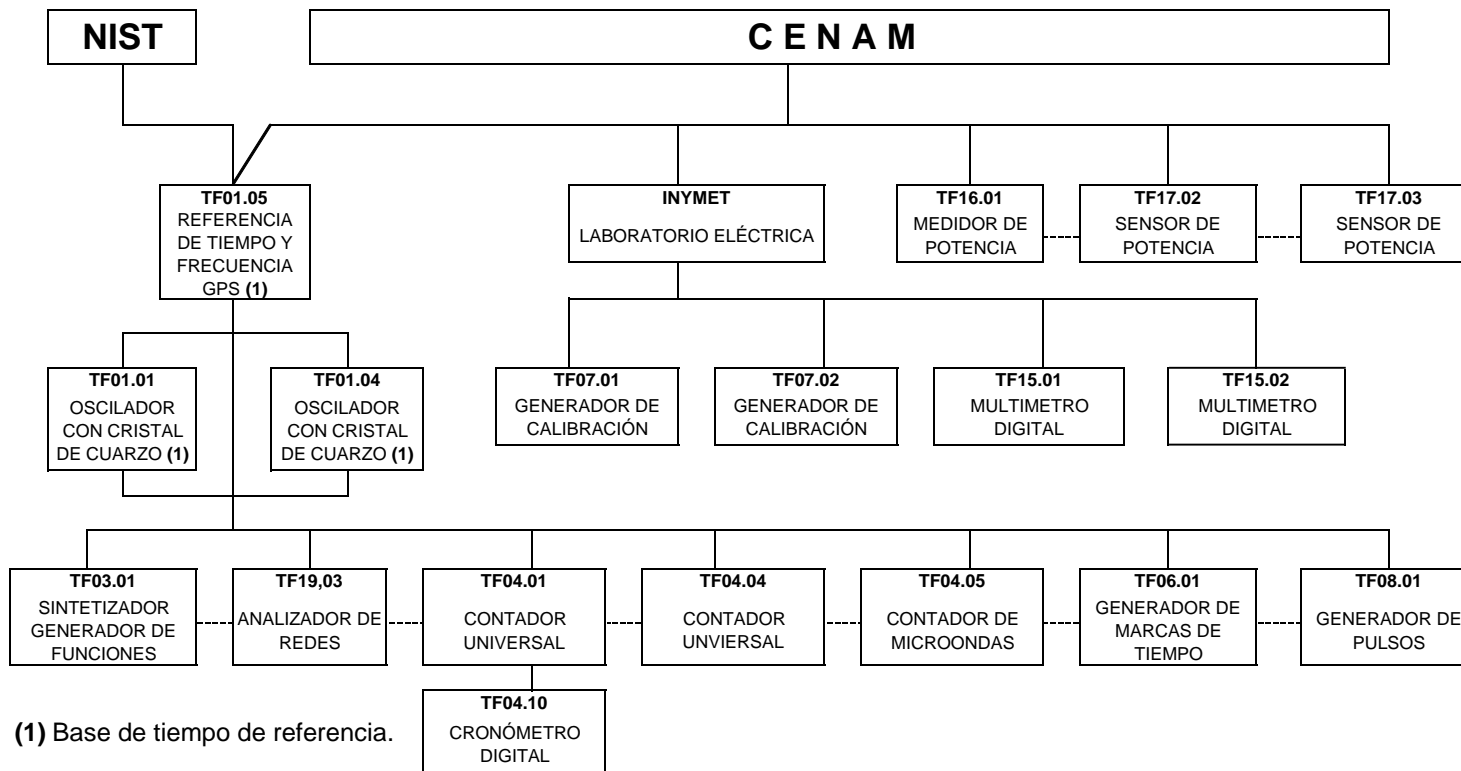 NIST
C E N A M
TF01.05
REFERENCIA
DE TIEMPO Y
FRECUENCIA
GPS (1)
INYMET
LABORATORIO ELÉCTRICA
TF16.01
MEDIDOR DE
POTENCIA
TF17.02
SENSOR DE
POTENCIA
TF17.03
SENSOR DE
POTENCIA
TF01.01
OSCILADOR
CON CRISTAL
DE CUARZO (1)
TF01.04
OSCILADOR
CON CRISTAL
DE CUARZO (1)
TF07.01
GENERADOR DE
CALIBRACIÓN
TF07.02
GENERADOR DE
CALIBRACIÓN
TF15.01
MULTIMETRO
DIGITAL
TF15.02
MULTIMETRO
DIGITAL
TF03.01
SINTETIZADOR
GENERADOR DE
FUNCIONES
TF19,03
ANALIZADOR DE
REDES
TF04.01
CONTADOR
UNIVERSAL
TF04.04
CONTADOR
UNVIERSAL
TF04.05
CONTADOR DE
MICROONDAS
TF06.01
GENERADOR DE
MARCAS DE
TIEMPO
TF08.01
GENERADOR DE
PULSOS
TF04.10
CRONÓMETRO
DIGITAL
(1) Base de tiempo de referencia.